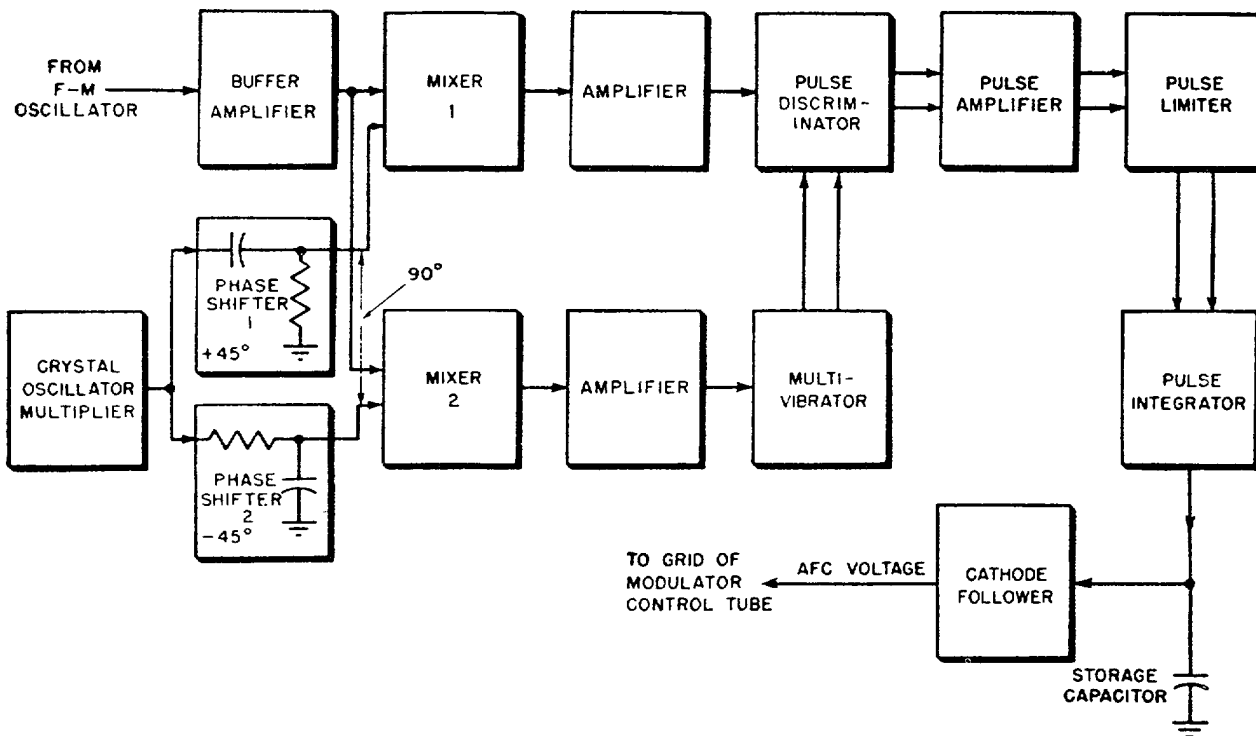 FROM
F-M
OSCILLATOR
BUFFER
AMPLIFIER
MIXER
1
AMPLIFIER
PULSE
DISCRIM-
INATOR
PULSE
AMPLIFIER
PULSE
LIMITER
PHASE
SHIFTER
1
+45°
90°
CRYSTAL
OSCILLATOR
MULTIPLIER
MIXER
2
AMPLIFIER
MULTI-
VIBRATOR
PULSE
INTEGRATOR
PHASE
SHIFTER
2
-45°
TO GRID OF
MODULATOR
CONTROL TUBE
AFC VOLTAGE
CATHODE
FOLLOWER
STORAGE
CAPACITOR